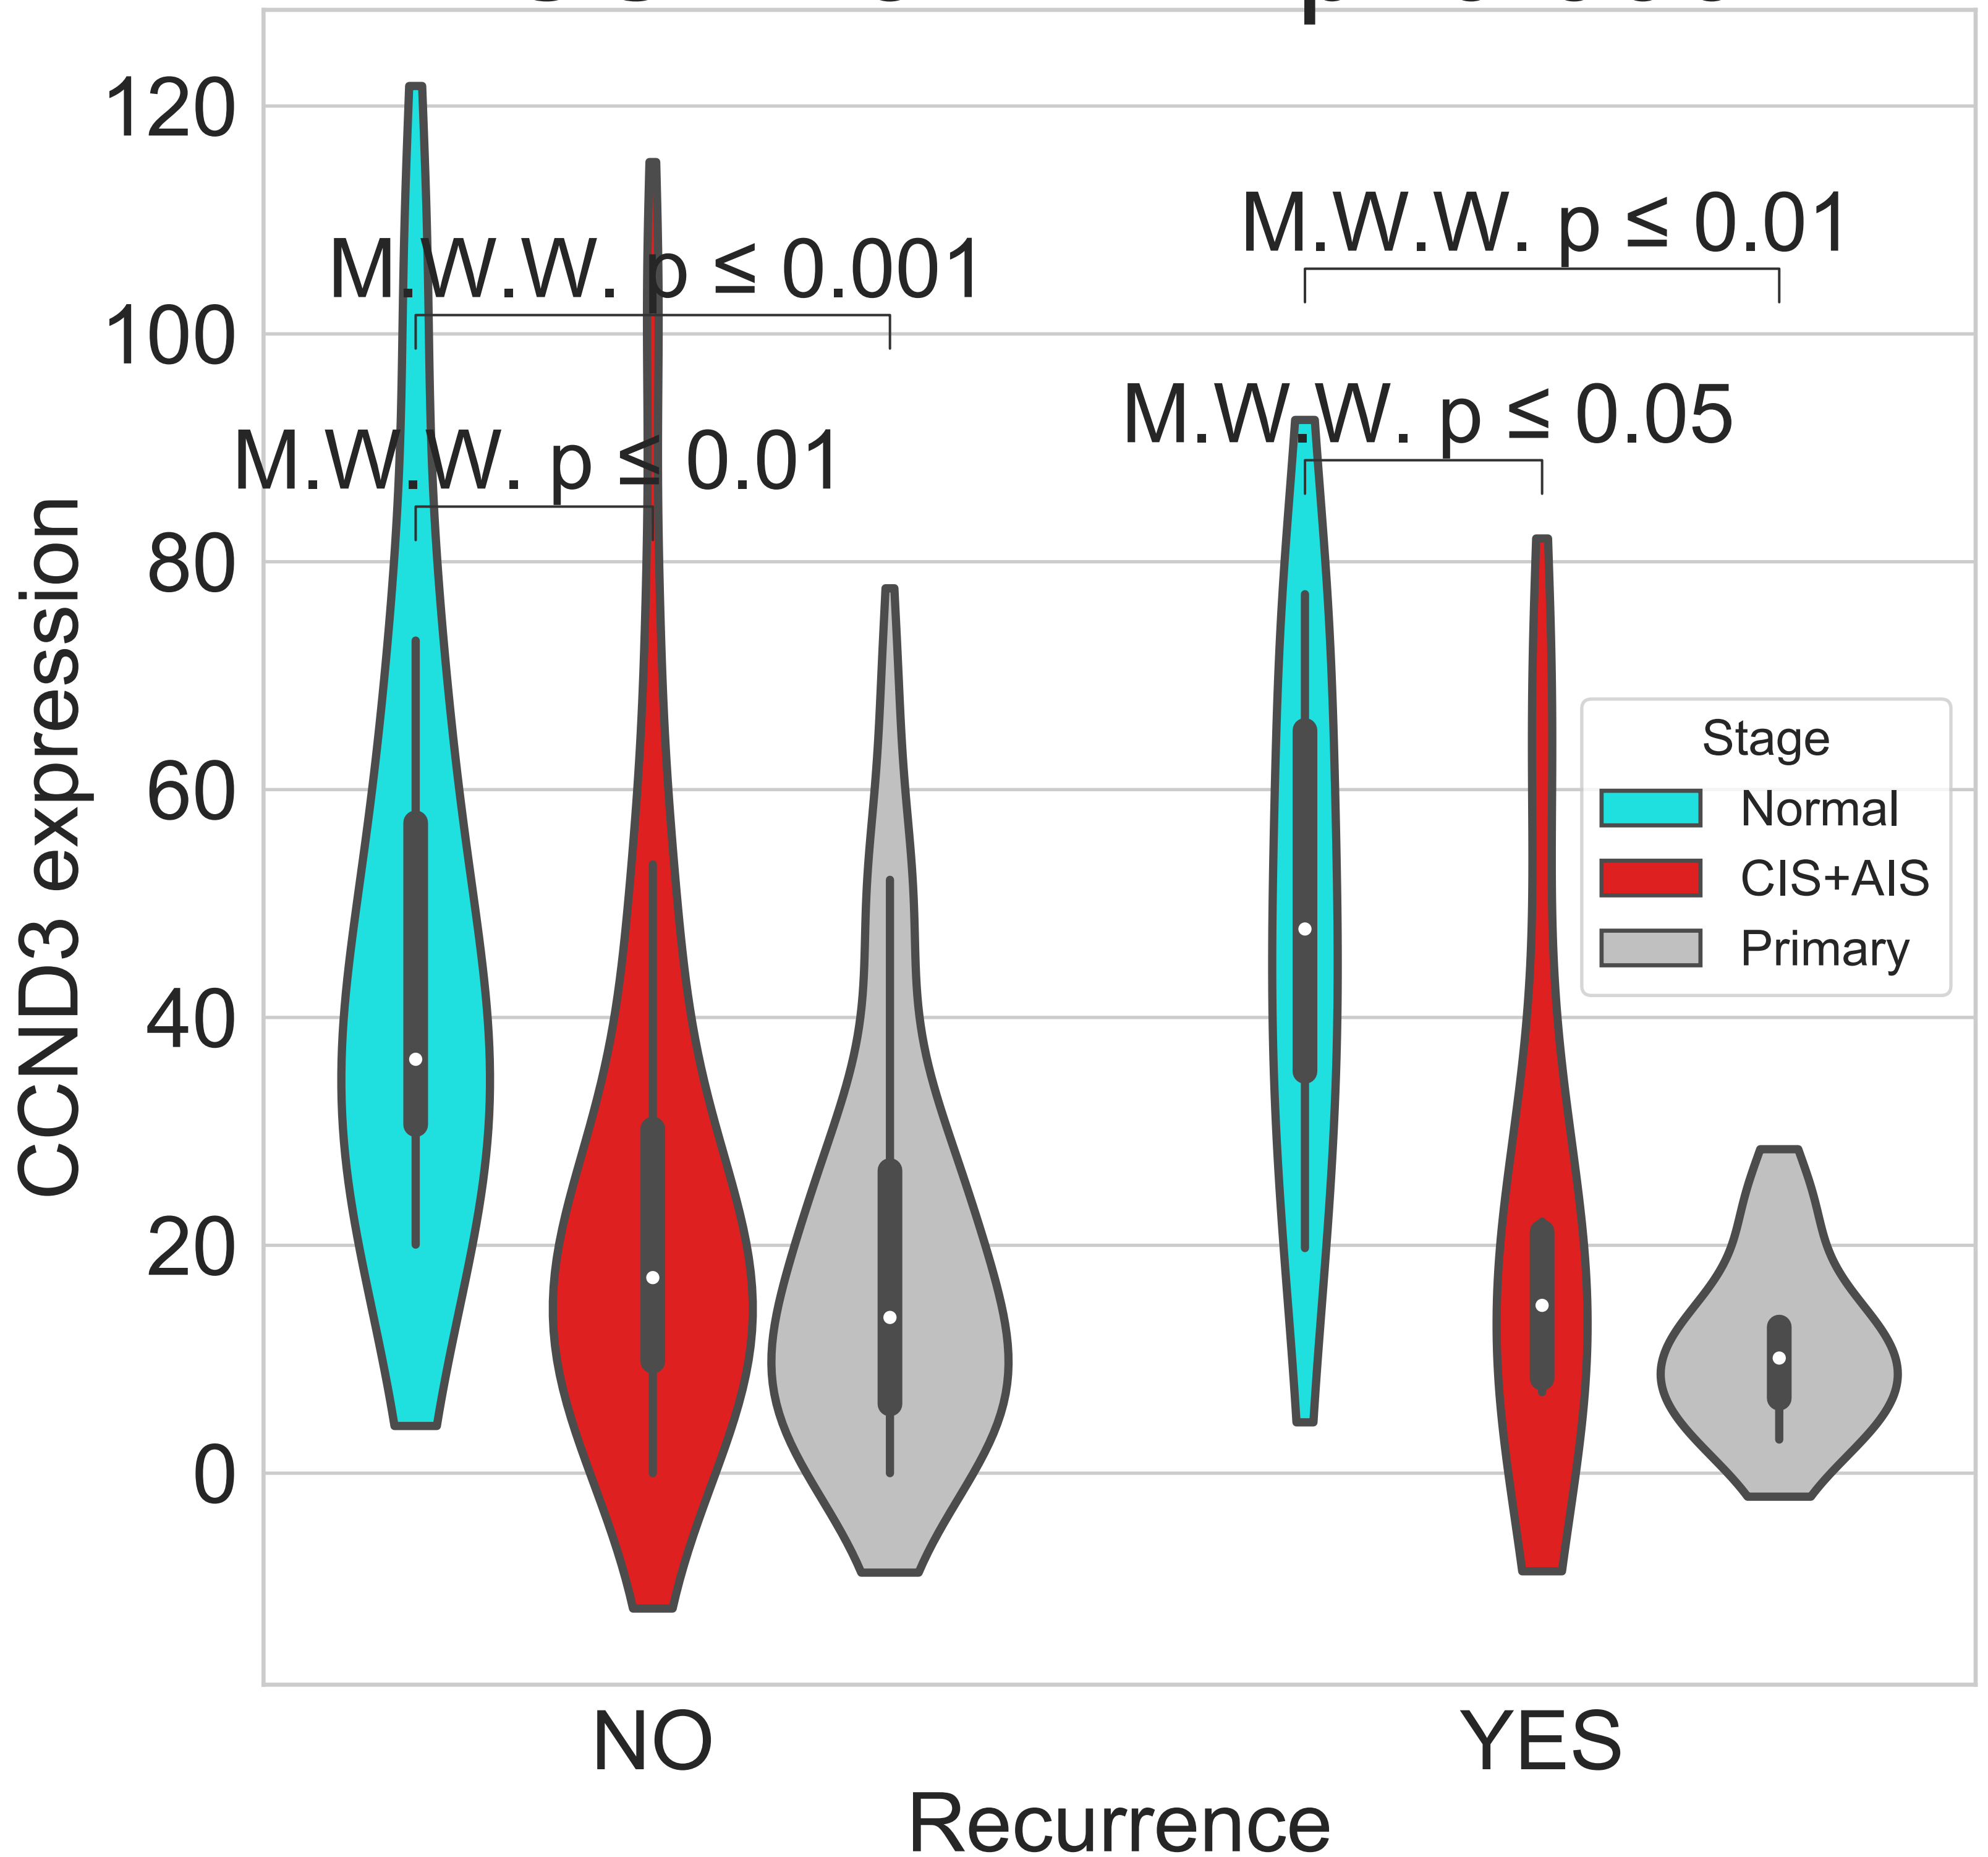 120
100
80
60
40
20
0
CCND3 expression
M.W.W. p ≤ 0.001
M.W.W. p ≤ 0.01
M.W.W. p ≤ 0.01
M.W.W. p ≤ 0.05
Stage
Normal
CIS+AIS
Primary
NO
YES
Recurrence